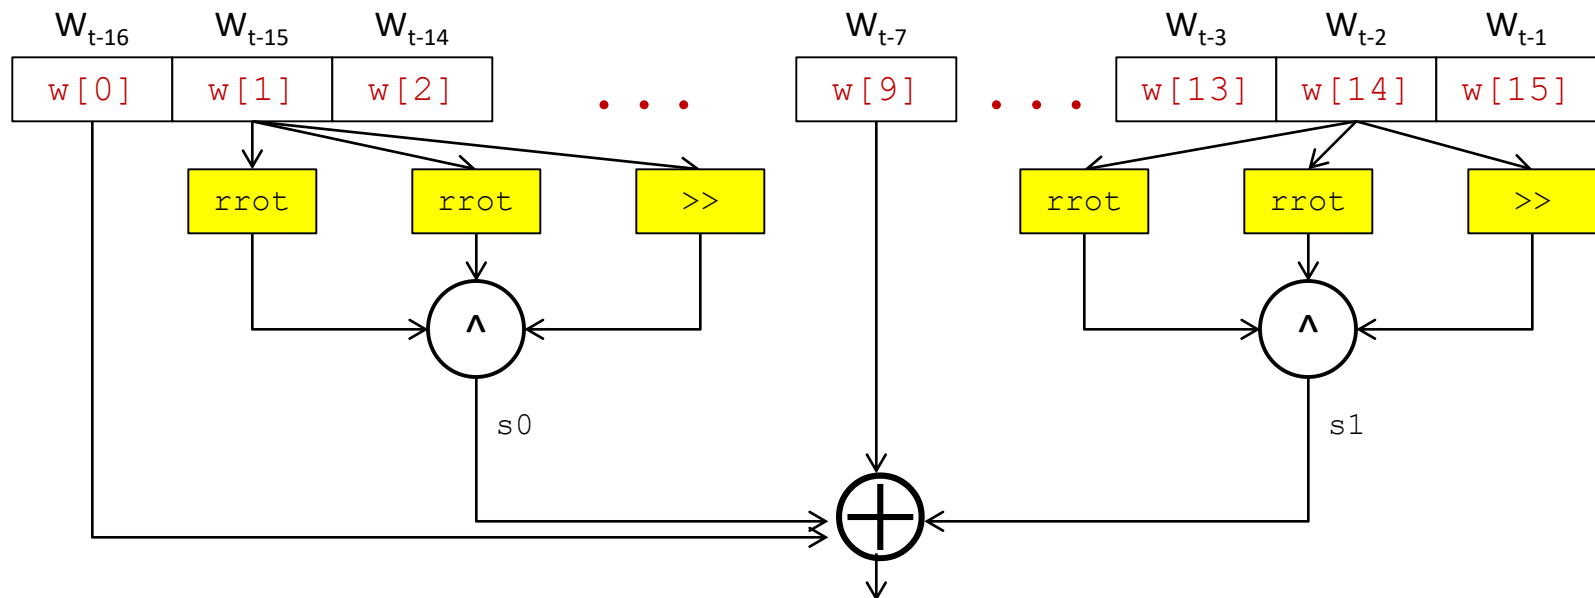 Wt-16 Wt-15 Wt-14 Wt-7 Wt-3 Wt-2 Wt-1
w[0] w[1] w[2] . . . w[9] . . . w[13] w[14] w[15]
rrot rrot >> rrot rrot >>
^ ^
s0 s1
+